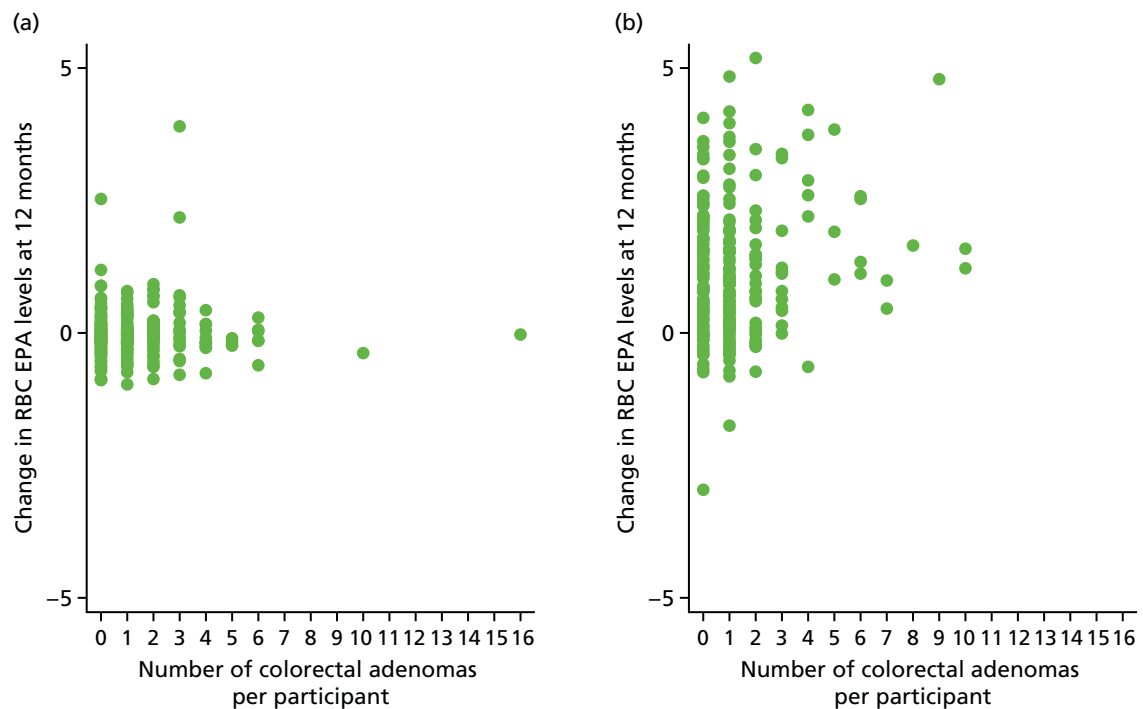 (a)
5
0
−5
Change in RBC EPA levels at 12 months
0 1 2 3 4 5 6 7 8 9 10 11 12 13 14 15 16
Number of colorectal adenomas
per participant
(b)
5
0
−5
Change in RBC EPA levels at 12 months
0 1 2 3 4 5 6 7 8 9 10 11 12 13 14 15 16
Number of colorectal adenomas
per participant